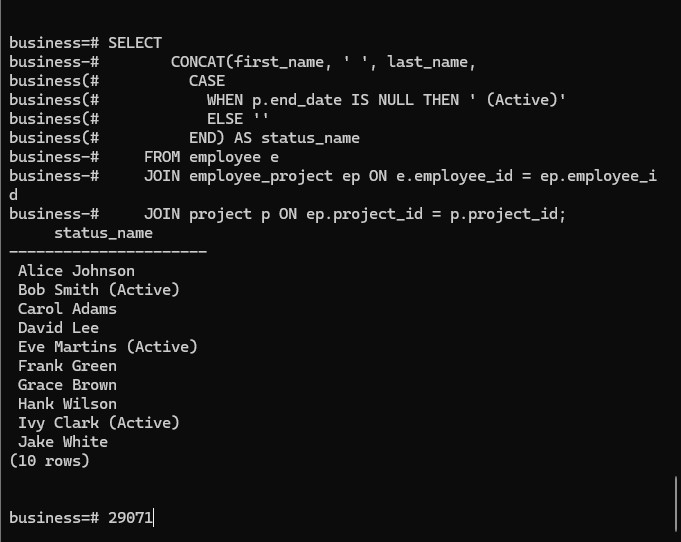 business=# SELECT
business-#        CONCAT(first_name, ' ', last_name,
business(#          CASE
business(#            WHEN p.end_date IS NULL THEN ' (Active)'
business(#            ELSE ''
business(#          END) AS status_name
business-#     FROM employee e
business-#     JOIN employee_project ep ON e.employee_id = ep.employee_i
d
business-#     JOIN project p ON ep.project_id = p.project_id;
     status_name
----------------------
 Alice Johnson
 Bob Smith (Active)
 Carol Adams
 David Lee
 Eve Martins (Active)
 Frank Green
 Grace Brown
 Hank Wilson
 Ivy Clark (Active)
 Jake White
(10 rows)
business=# 29071